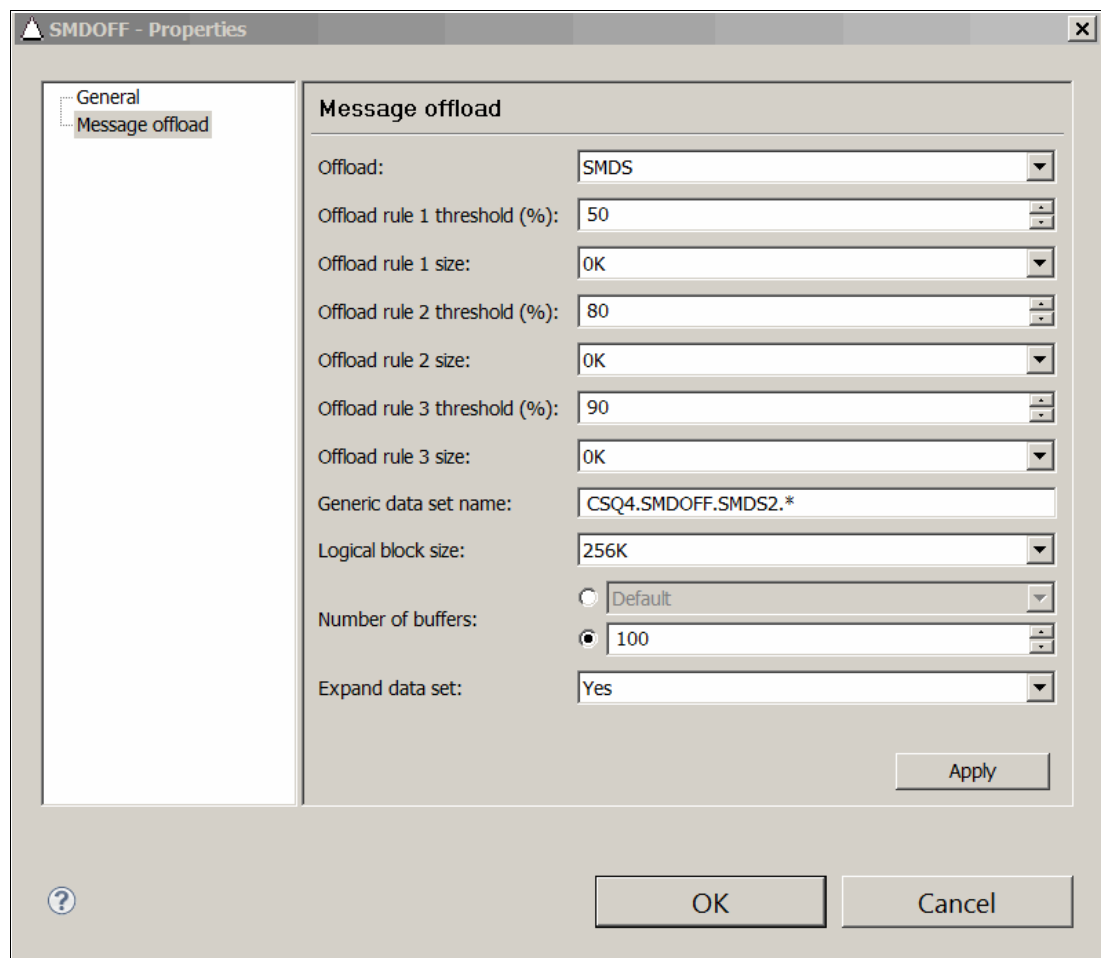 SMDOFF - Properties
General
Message offload
Message offload
Offload: SMDS
Offload rule 1 threshold (%): 50
Offload rule 1 size: 0K
Offload rule 2 threshold (%): 80
Offload rule 2 size: 0K
Offload rule 3 threshold (%): 90
Offload rule 3 size: 0K
Generic data set name: CSQ4.SMDOFF.SMDS2.*
Logical block size: 256K
Number of buffers:
Default
100
Expand data set: Yes
Apply
?
OK Cancel